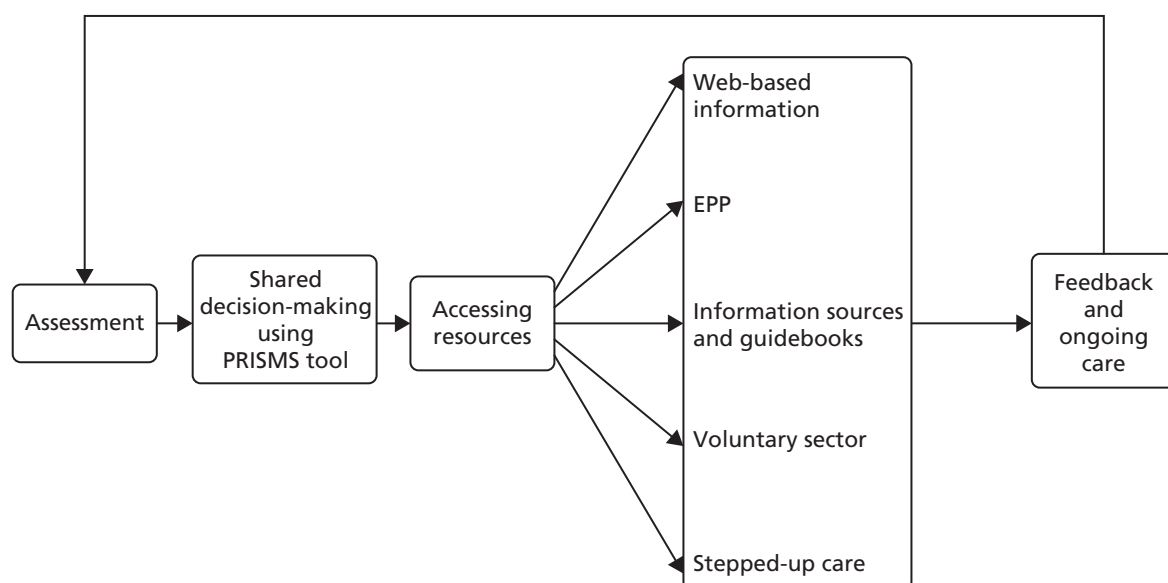 Assessment
Shared
decision-making
using
PRISMS tool
Accessing
resources
Web-based
information
EPP
Information sources
and guidebooks
Voluntary sector
Stepped-up care
Feedback
and
ongoing
care